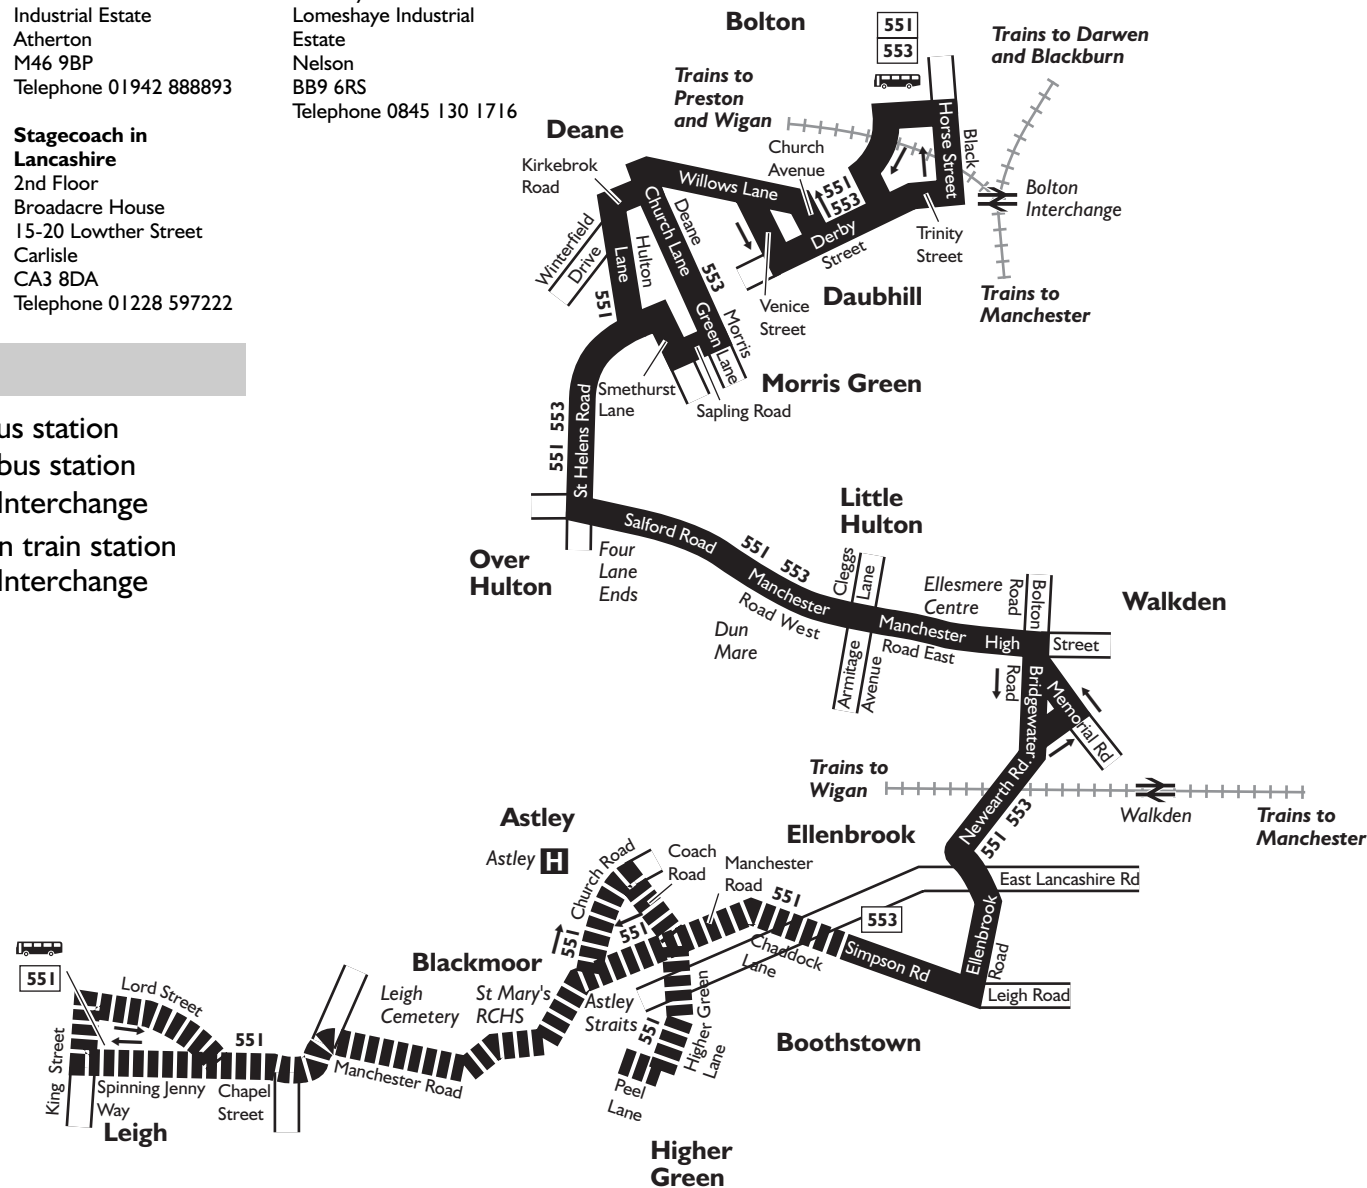 Industrial Estate
Atherton
M46 9BP
Telephone 01942 888893
Stagecoach in
Lancashire
2nd Floor
Broadacre House
15-20 Lowther Street
Carlisle
CA3 8DA
Telephone 01228 597222
Lomeshaye Industrial
Estate
Nelson
BB9 6RS
Telephone 0845 130 1716
us station
bus station
Interchange
n train station
Interchange
Bolton
551
553
Trains to Darwen
and Blackburn
Trains to
Preston
and Wigan
Deane
Kirkebrok
Road
Church
Avenue
Willows Lane
551
553
Horse Street
Black
Bolton
Interchange
Trinity
Street
Derby
Street
Trains to
Manchester
Winterfield
Drive
Hulton
Lane
Deane
Church Lane
551
553
Venice
Street
Daubhill
Morris
Green
Lane
Morris Green
Smethurst
Lane
Sapling Road
551 553
St Helens Road
Over
Hulton
Four
Lane
Ends
Salford Road
551
553
Little
Hulton
Manchester
Road West
Dun
Mare
Cleggs
Lane
Armitage
Avenue
Ellesmere
Centre
Manchester
Road East
Bolton
Road
Walkden
High
Street
Bridgewater
Road
Memorial Rd
Trains to
Wigan
Walkden
Trains to
Manchester
Newearth Rd.
551 553
Ellenbrook
East Lancashire Rd
Ellenbrook
Road
553
Leigh Road
Simpson Rd
Boothstown
Astley
Astley H
Church Road
Coach
Road
Manchester
Road
551
Chaddock
Lane
551
551
Blackmoor
Leigh
Cemetery
St Mary's
RCHS
Astley
Straits
551
Higher Green
Lane
Peel
Lane
Higher
Green
551
Lord Street
551
King Street
Spinning Jenny
Way
Chapel
Street
Manchester Road
Leigh